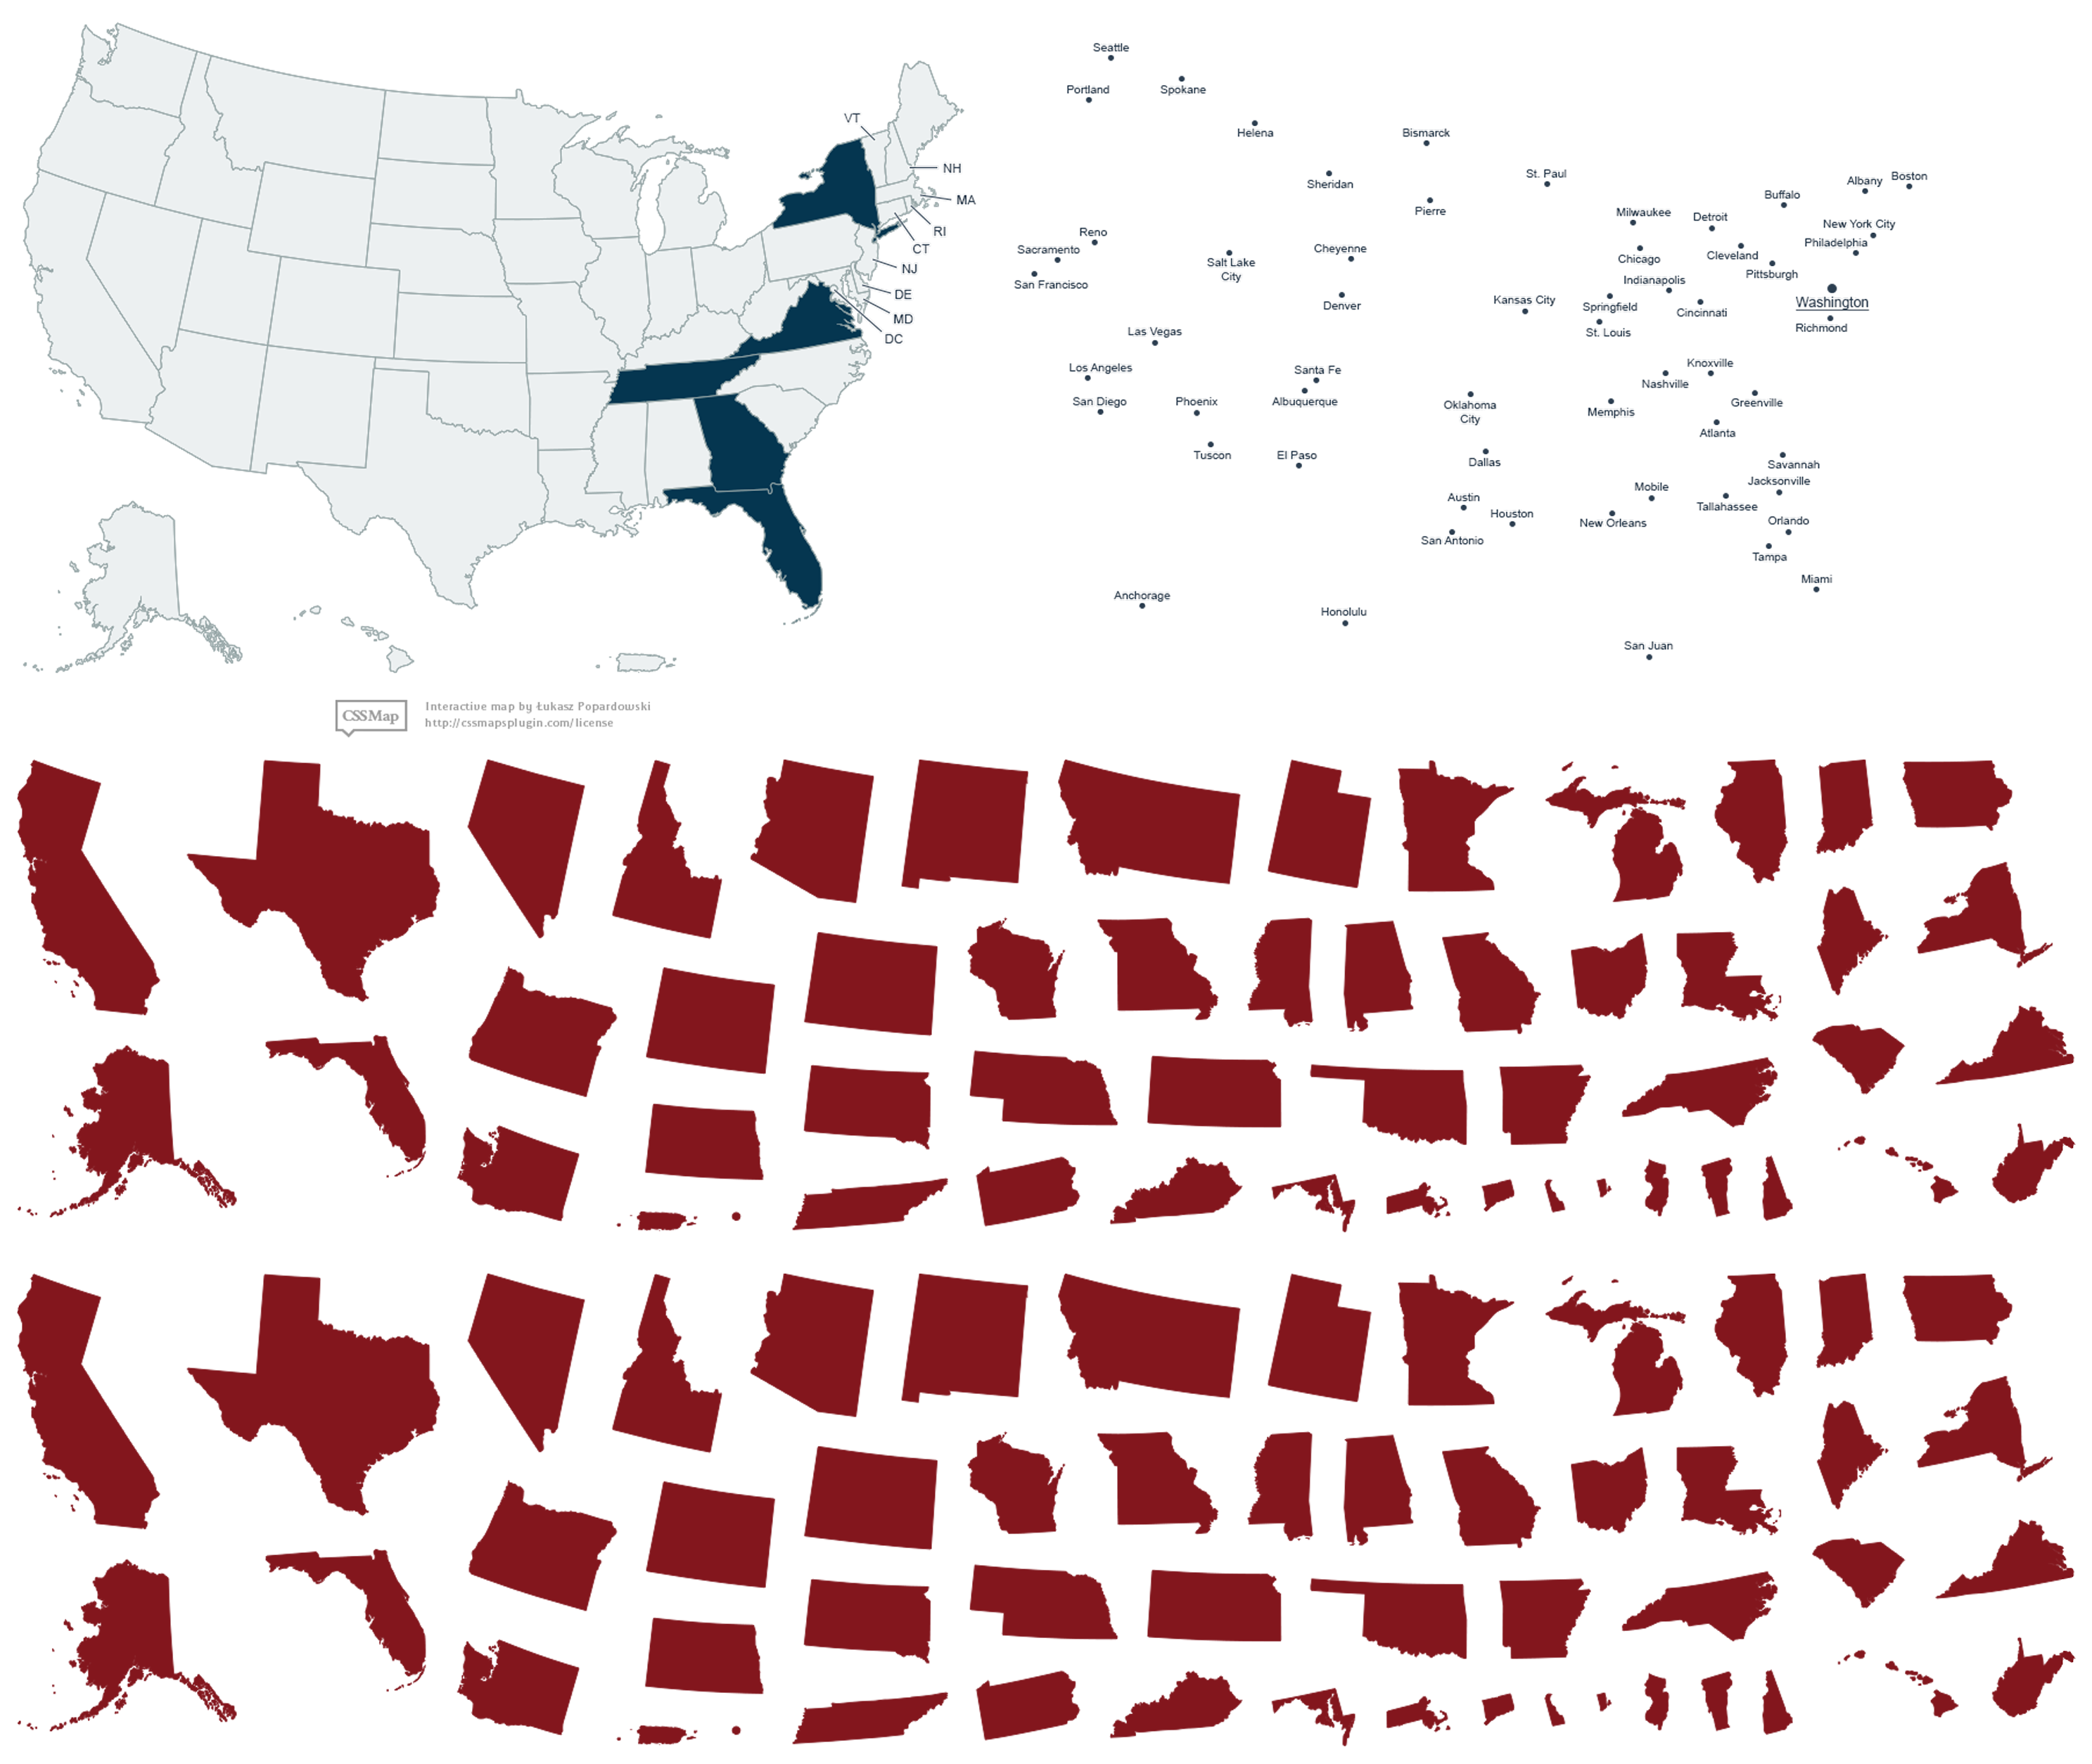 VT
NH
MA
RI
CT
NJ
DE
MD
DC
Seattle
Portland
Spokane
Helena
Bismarck
Sheridan
St. Paul
Pierre
Albany
Boston
Buffalo
Milwaukee
Detroit
New York City
Reno
Sacramento
San Francisco
Salt Lake
City
Cheyenne
Chicago
Cleveland
Philadelphia
Pittsburgh
Indianapolis
Denver
Kansas City
Springfield
Cincinnati
Washington
Richmond
St. Louis
Las Vegas
Los Angeles
San Diego
Santa Fe
Albuquerque
Phoenix
Tuscon
El Paso
Oklahoma
City
Knoxville
Nashville
Memphis
Greenville
Atlanta
Dallas
Savannah
Jacksonville
Mobile
Tallahassee
Austin
Houston
New Orleans
San Antonio
Orlando
Tampa
Miami
Anchorage
Honolulu
San Juan
CSSMap
Interactive map by Łukasz Popardowski
http://cssmapsplugin.com/license